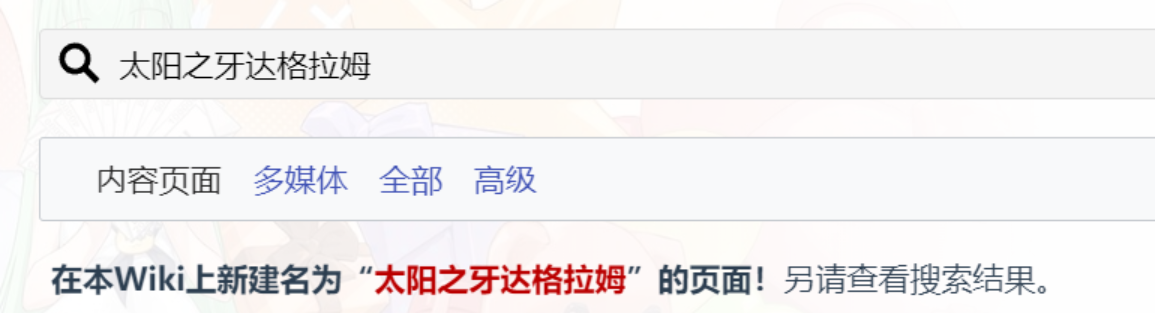 太阳之牙达格拉姆
内容页面 多媒体 全部 高级
在本Wiki上新建名为“太阳之牙达格拉姆”的页面！另请查看搜索结果。